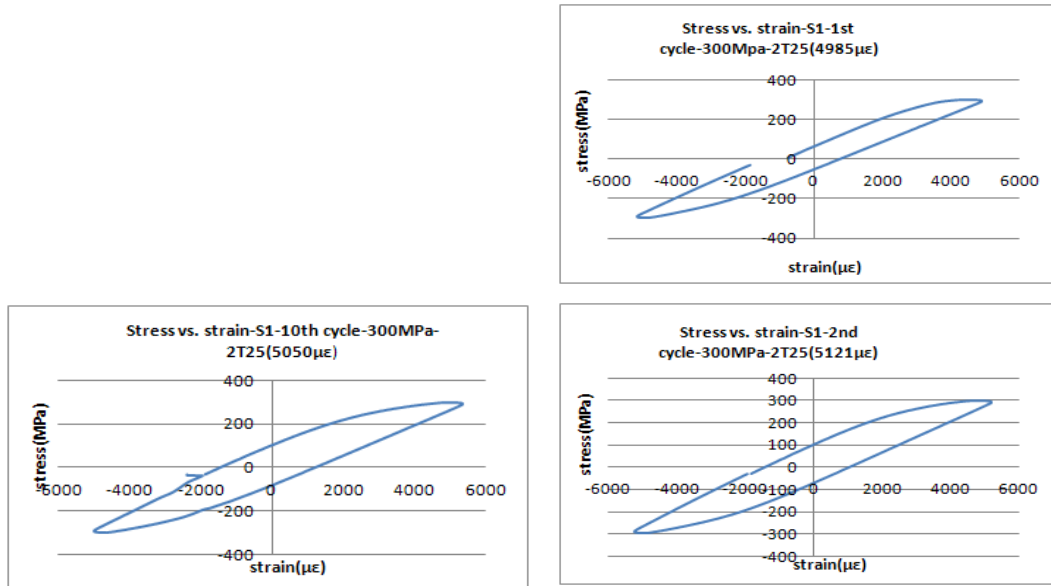 Stress vs. strain-S1-1st
cycle-300Mpa-2T25(4985µε)
stress(MPa)
400
200
0
-200
-400
-6000 -4000 -2000 0 2000 4000 6000
strain(µε)
Stress vs. strain-S1-10th cycle-300MPa-
2T25(5050µε)
stress(MPa)
400
200
0
-200
-400
-6000 -4000 -2000 0 2000 4000 6000
strain(µε)
Stress vs. strain-S1-2nd
cycle-300MPa-2T25(5121µε)
stress(MPa)
400
300
200
100
0
-100
-200
-300
-400
-6000 -4000 -2000 0 2000 4000 6000
strain(µε)